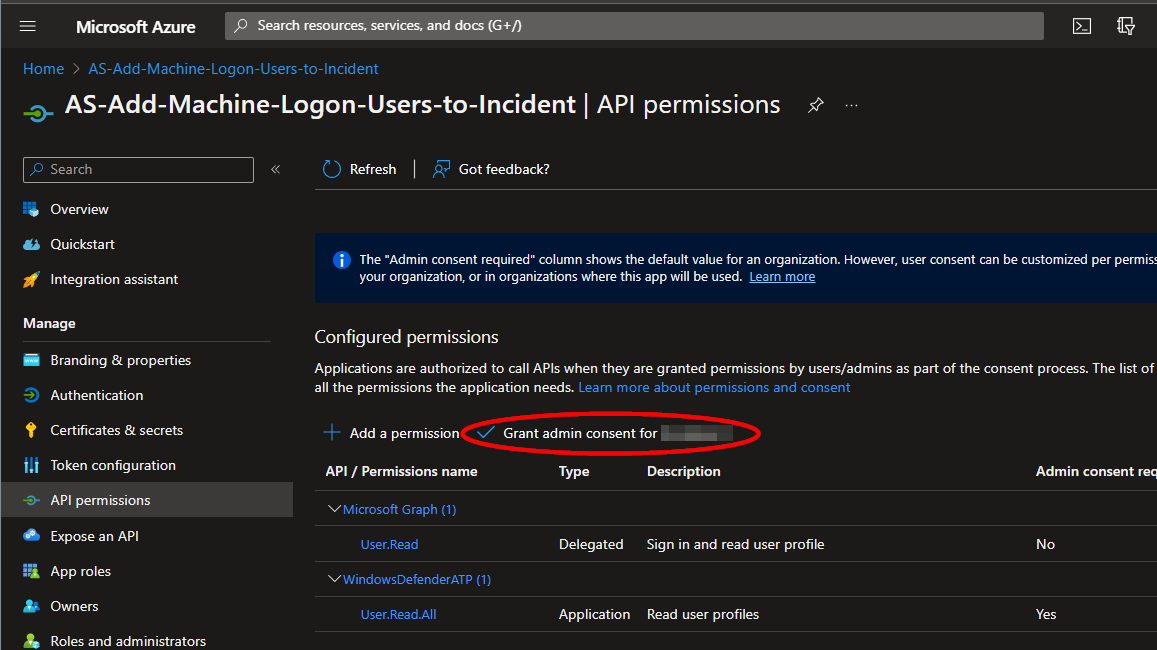 Microsoft Azure
Search resources, services, and docs (G+/)
Home > AS-Add-Machine-Logon-Users-to-Incident
AS-Add-Machine-Logon-Users-to-Incident | API permissions
Search
«
Refresh
Got feedback?
Overview
Quickstart
Integration assistant
Manage
Branding & properties
Authentication
Certificates & secrets
Token configuration
API permissions
Expose an API
App roles
Owners
Roles and administrators
The "Admin consent required" column shows the default value for an organization. However, user consent can be customized per permiss
your organization, or in organizations where this app will be used. Learn more
Configured permissions
Applications are authorized to call APIs when they are granted permissions by users/admins as part of the consent process. The list of
all the permissions the application needs. Learn more about permissions and consent
Add a permission
Grant admin consent for
API / Permissions name Type Description Admin consent req
Microsoft Graph (1)
User.Read Delegated Sign in and read user profile No
WindowsDefenderATP (1)
User.Read.All Application Read user profiles Yes